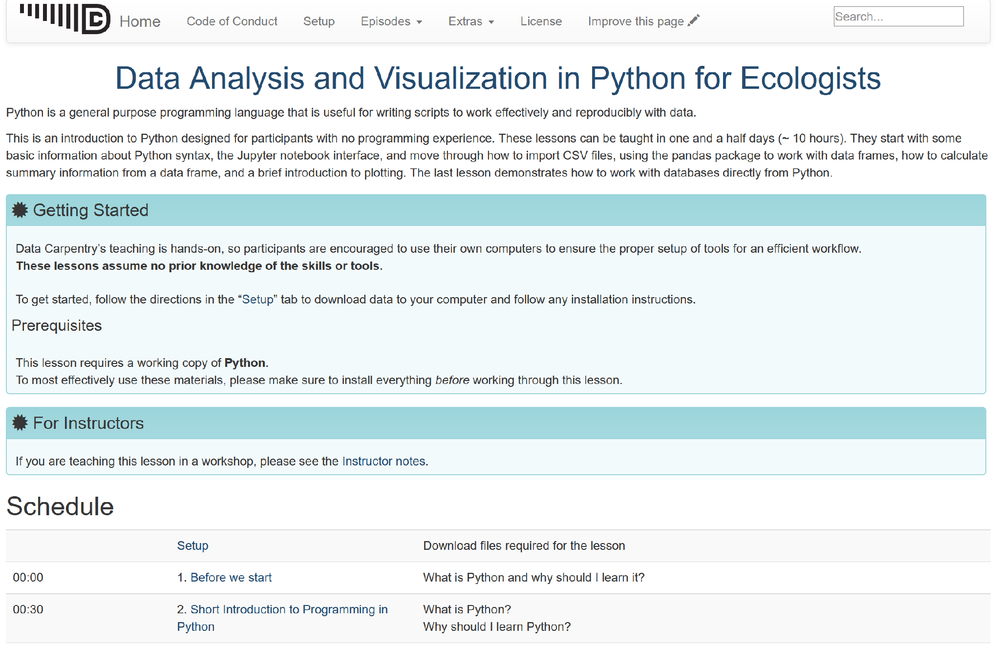 DC Home Code of Conduct Setup Episodes Extras License Improve this page Search...
Data Analysis and Visualization in Python for Ecologists
Python is a general purpose programming language that is useful for writing scripts to work effectively and reproducibly with data.
This is an introduction to Python designed for participants with no programming experience. These lessons can be taught in one and a half days (~ 10 hours). They start with some
basic information about Python syntax, the Jupyter notebook interface, and move through how to import CSV files, using the pandas package to work with data frames, how to calculate
summary information from a data frame, and a brief introduction to plotting. The last lesson demonstrates how to work with databases directly from Python.
Getting Started
Data Carpentry’s teaching is hands-on, so participants are encouraged to use their own computers to ensure the proper setup of tools for an efficient workflow.
These lessons assume no prior knowledge of the skills or tools.
To get started, follow the directions in the “Setup” tab to download data to your computer and follow any installation instructions.
Prerequisites
This lesson requires a working copy of Python.
To most effectively use these materials, please make sure to install everything before working through this lesson.
For Instructors
If you are teaching this lesson in a workshop, please see the Instructor notes.
Schedule
Setup Download files required for the lesson
00:00 1. Before we start What is Python and why should I learn it?
00:30 2. Short Introduction to Programming in What is Python?
Python Why should I learn Python?